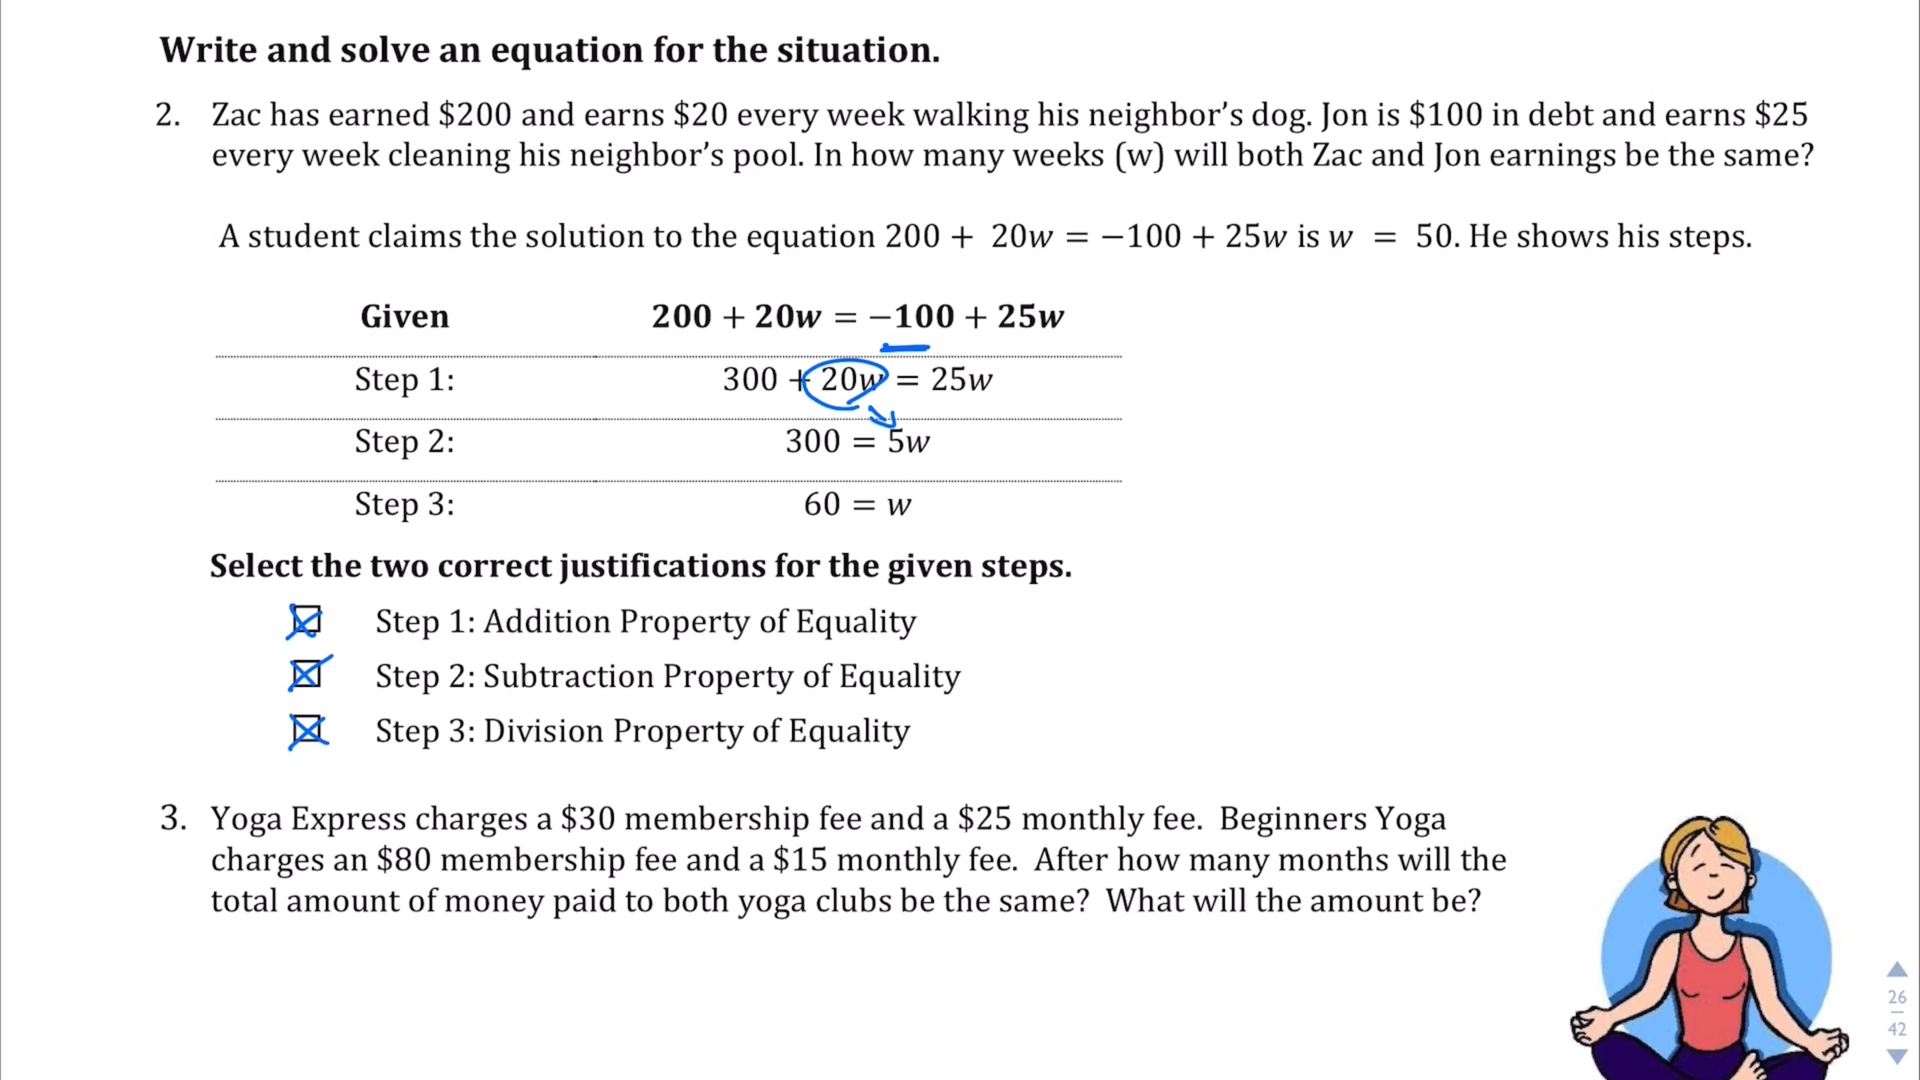 Write and solve an equation for the situation.
2. Zac has earned $200 and earns $20 every week walking his neighbor's dog. Jon is $100 in debt and earns $25
every week cleaning his neighbor's pool. In how many weeks (w) will both Zac and Jon earnings be the same?
A student claims the solution to the equation 200 + 20w = −100 + 25w is w = 50. He shows his steps.
Given 200 + 20w = −100 + 25w
Step 1: 300 + 20w = 25w
Step 2: 300 = 5w
Step 3: 60 = w
Select the two correct justifications for the given steps.
Step 1: Addition Property of Equality
Step 2: Subtraction Property of Equality
Step 3: Division Property of Equality
3. Yoga Express charges a $30 membership fee and a $25 monthly fee. Beginners Yoga
charges an $80 membership fee and a $15 monthly fee. After how many months will the
total amount of money paid to both yoga clubs be the same? What will the amount be?
26
42